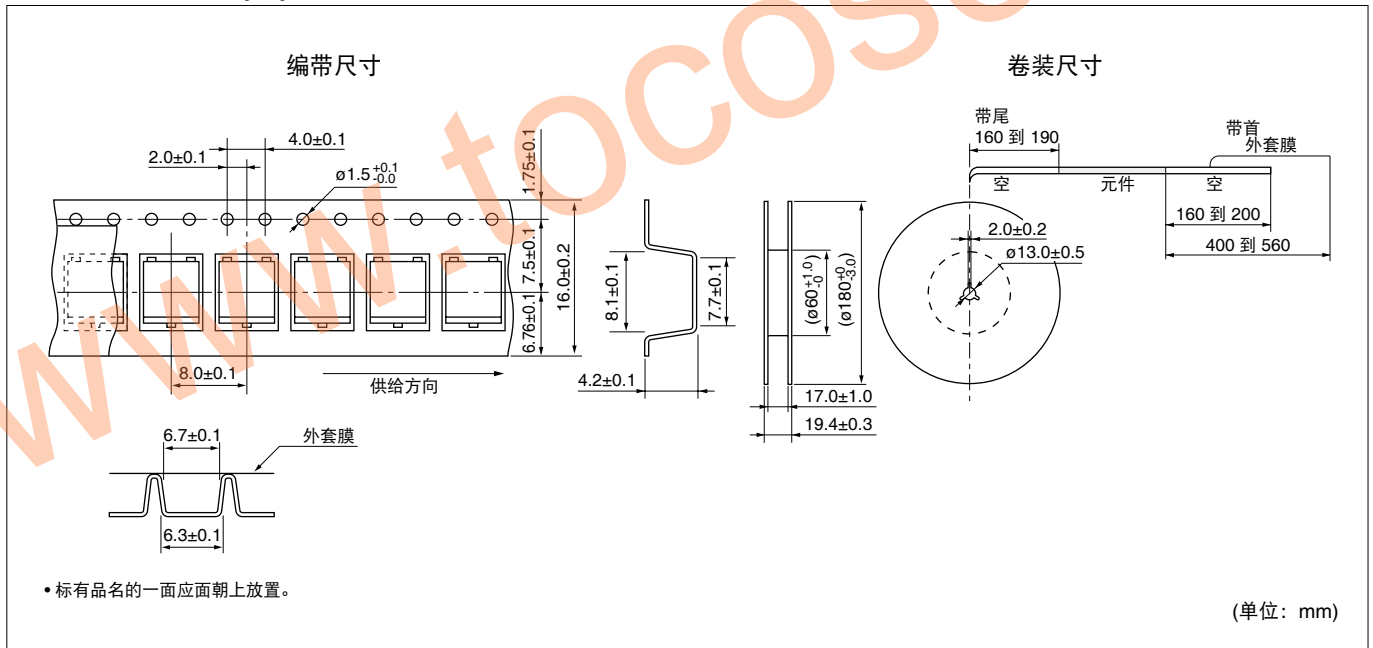 编带尺寸
4.0±0.1
2.0±0.1
ø1.5 +0.1 -0.0
1.75±0.1
7.5±0.1
16.0±0.2
6.76±0.1
8.0±0.1
供给方向
8.1±0.1
7.7±0.1
4.2±0.1
(ø60 +1.0 -0)
(ø180 +0 -3.0)
17.0±1.0
19.4±0.3
6.7±0.1
外套膜
6.3±0.1
• 标有品名的一面应面朝上放置。
卷装尺寸
带尾
160 到 190
带首
外套膜
空
元件
空
160 到 200
400 到 560
2.0±0.2
ø13.0±0.5
(单位：mm)